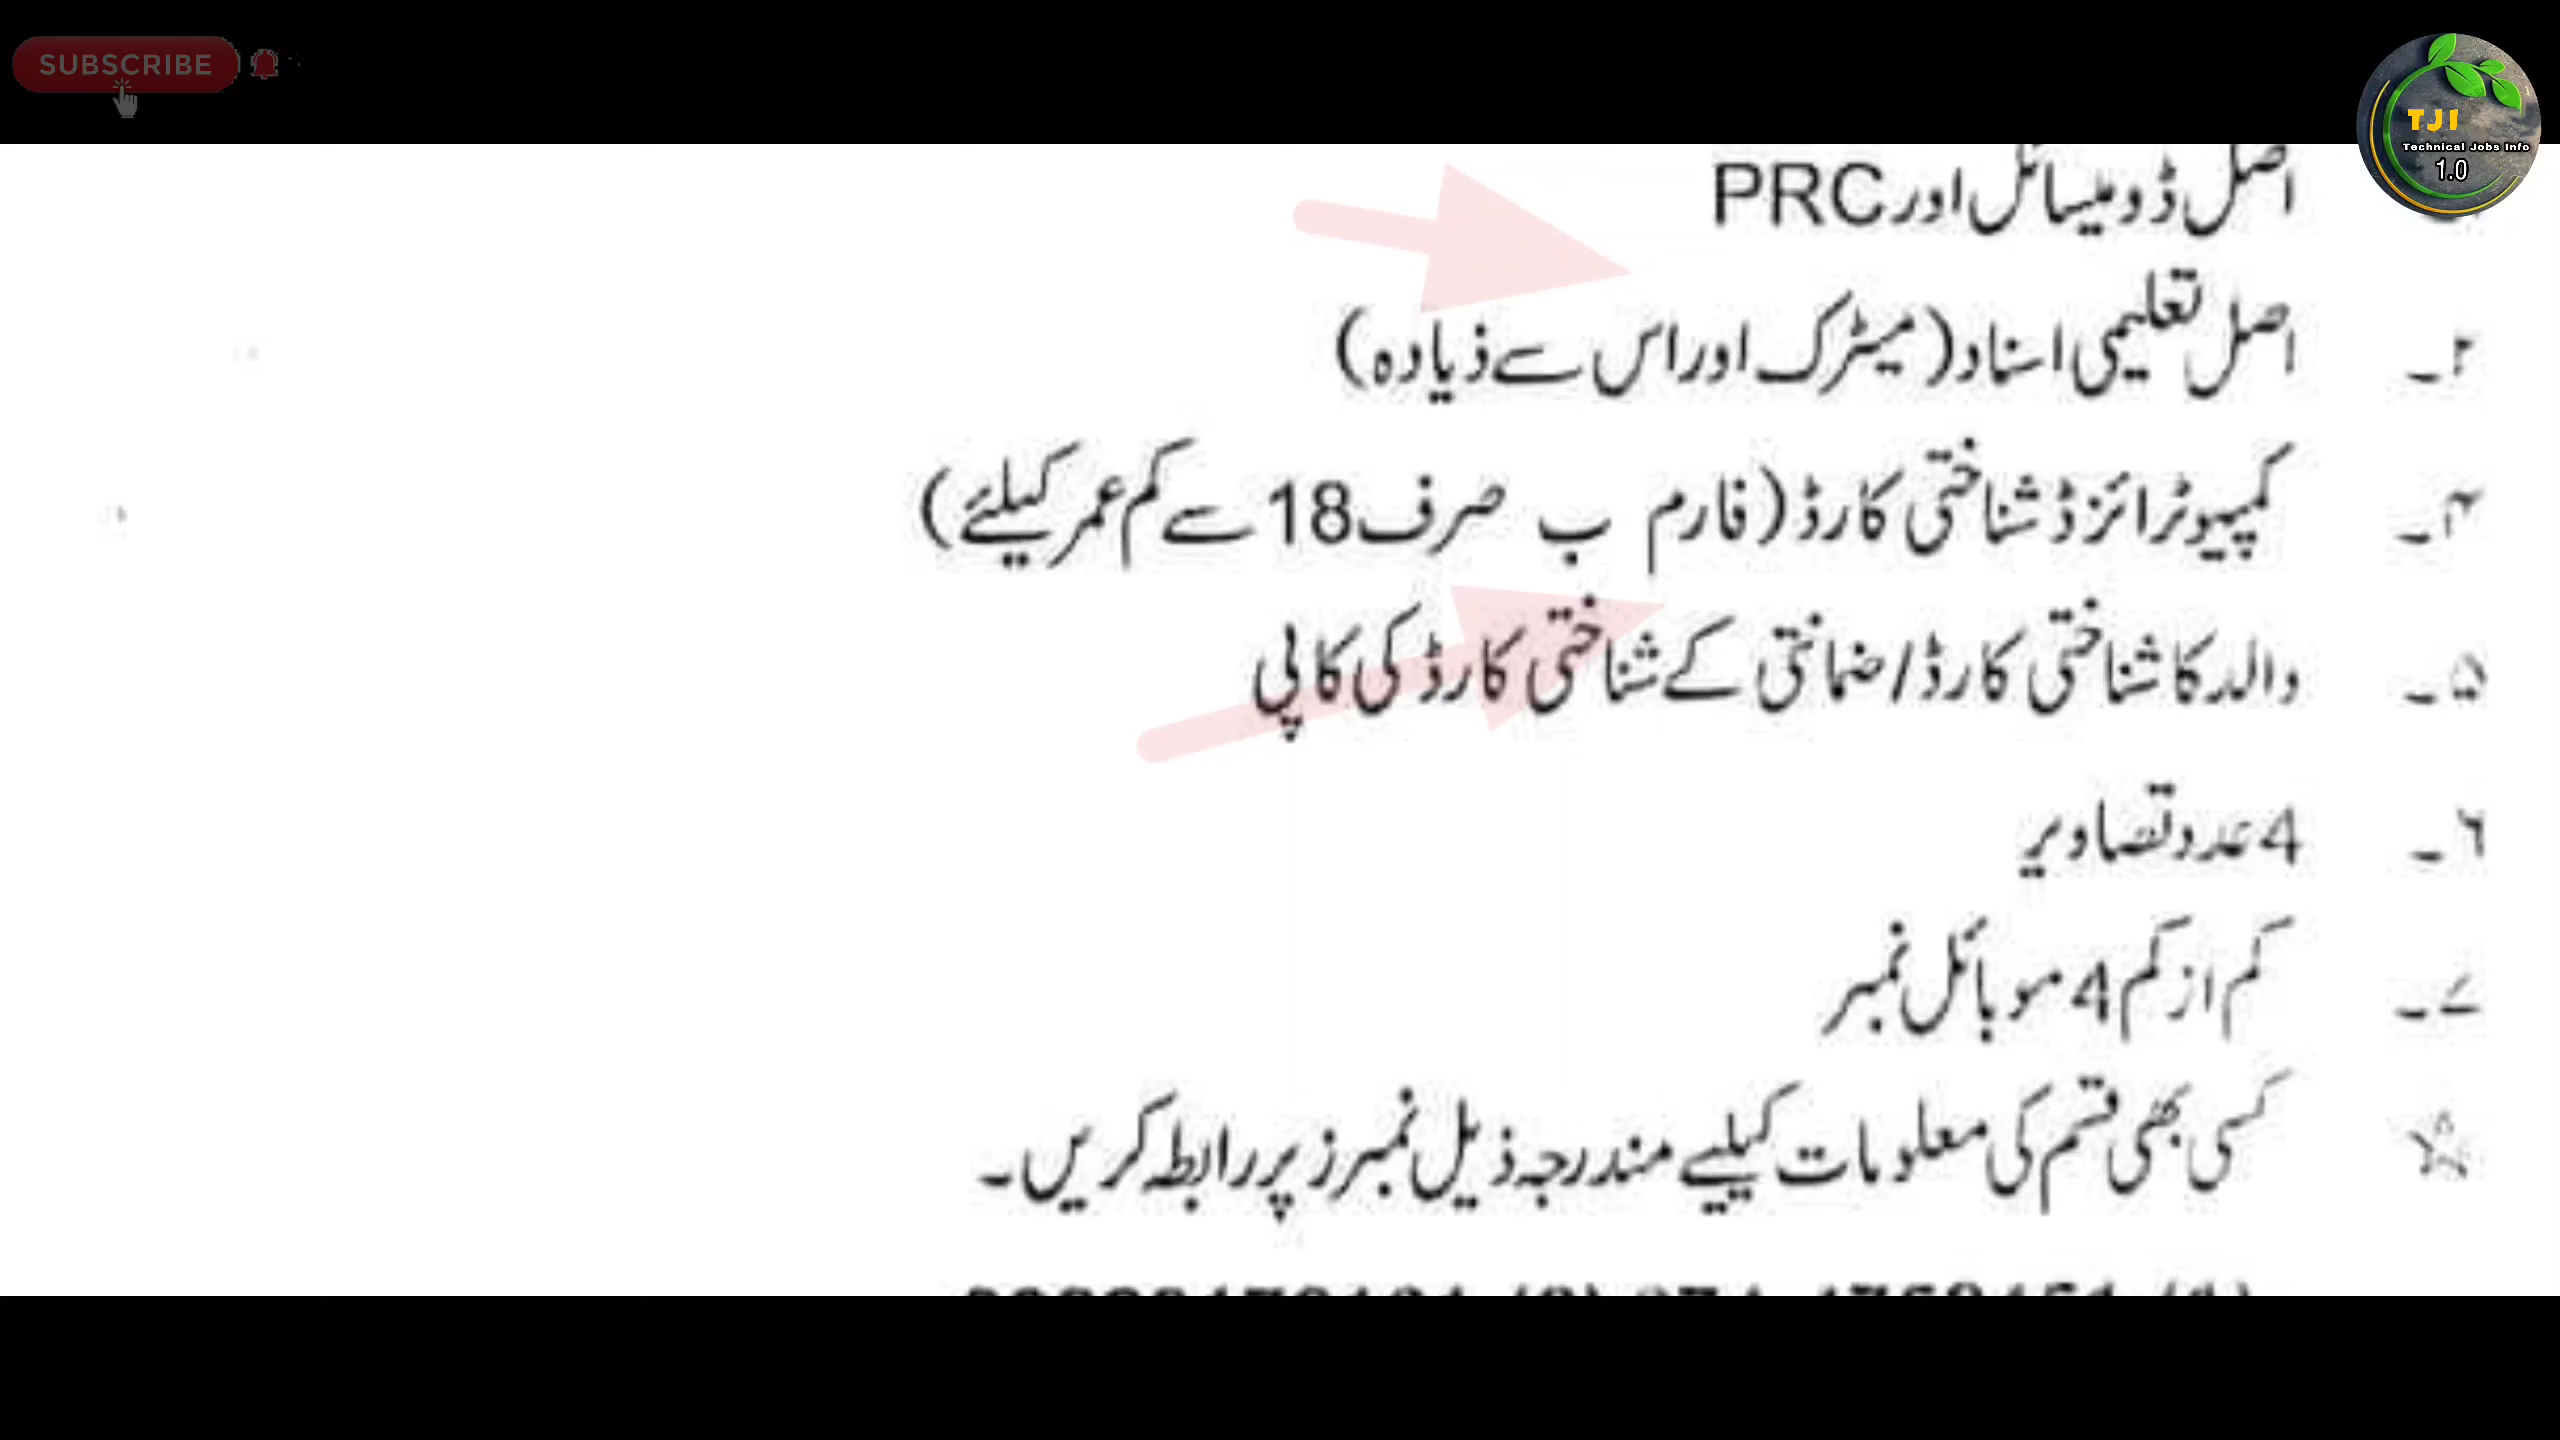 SUBSCRIBE
TJI
Technical Jobs Info
1.0
اصل ڈومیسائل اور PRC
۲۔ اصل تعلیمی اسناد (میٹرک اور اس سے ذیادہ)
۴۔ کمپیوٹرائزڈ شناختی کارڈ (فارم ب صرف 18 سے کم عمر کیلئے)
۵۔ والد کا شناختی کارڈ / ضمانتی کے شناختی کارڈ کی کاپی
۶۔ 4 عدد تصاویر
۷۔ کم از کم 4 موبائل نمبر
☆ کسی بھی قسم کی معلومات کیلیے مندرجہ ذیل نمبرز پر رابطہ کریں۔